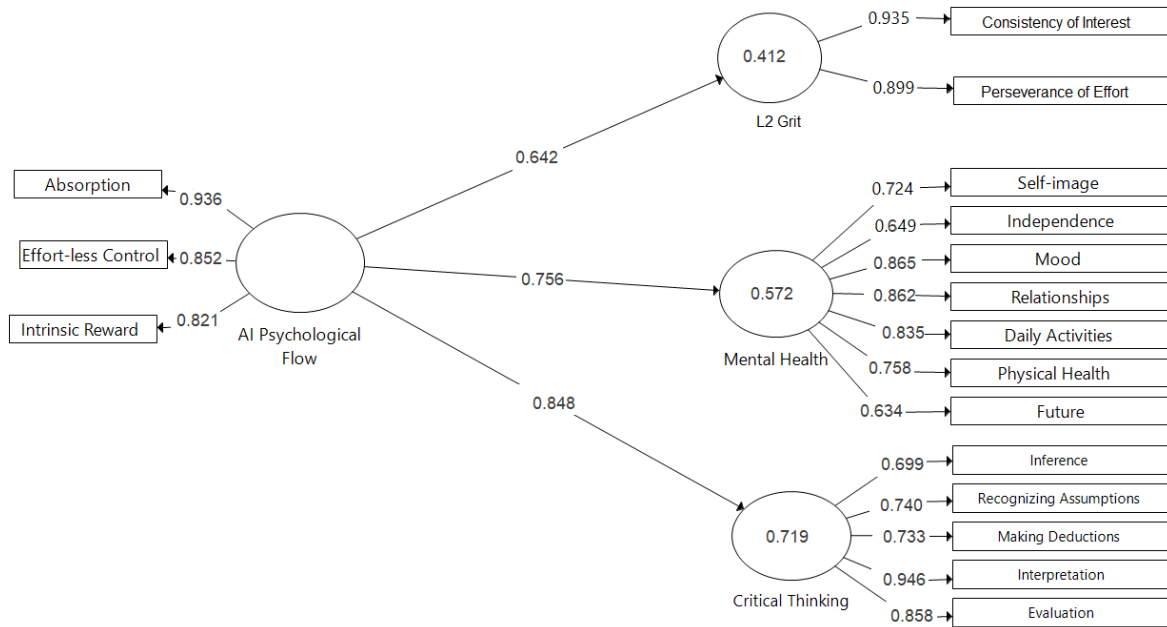 Absorption
0.936
Effort-less Control
0.852
Intrinsic Reward
0.821
AI Psychological
Flow
0.642
0.756
0.848
0.412
L2 Grit
0.935
Consistency of Interest
0.899
Perseverance of Effort
0.572
Mental Health
0.724
Self-image
0.649
Independence
0.865
Mood
0.862
Relationships
0.835
Daily Activities
0.758
Physical Health
0.634
Future
0.719
Critical Thinking
0.699
Inference
0.740
Recognizing Assumptions
0.733
Making Deductions
0.946
Interpretation
0.858
Evaluation